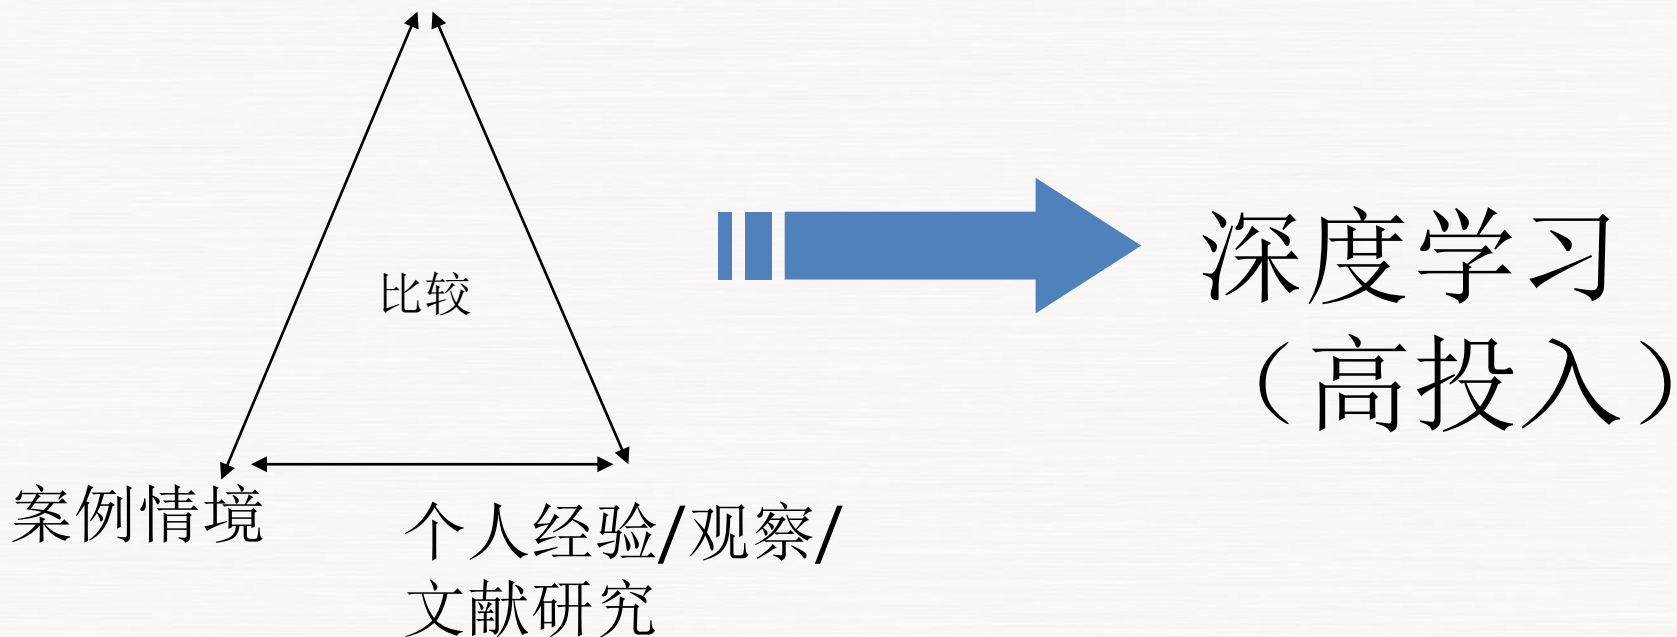 比较
深度学习
（高投入）
案例情境
个人经验/观察/
文献研究